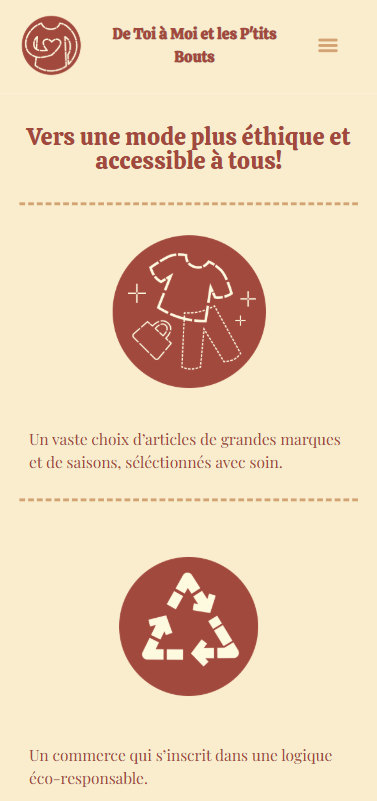 De Toi à Moi et les P'tits
Bouts
Vers une mode plus éthique et
accessible à tous!
Un vaste choix d’articles de grandes marques
et de saisons, séléctionnés avec soin.
Un commerce qui s’inscrit dans une logique
éco-responsable.